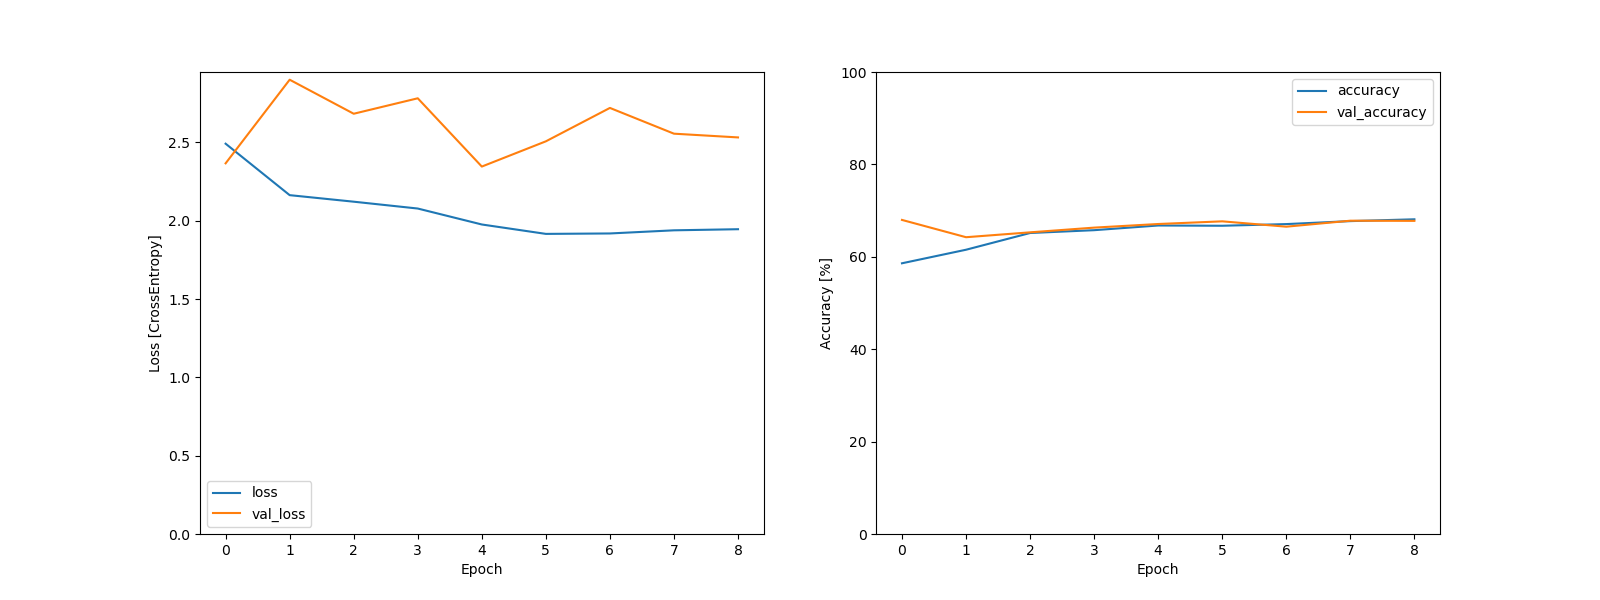 2.5
2.0
1.5
1.0
0.5
0.0
Loss [CrossEntropy]
loss
val_loss
0 1 2 3 4 5 6 7 8
Epoch
100
80
60
40
20
0
Accuracy [%]
accuracy
val_accuracy
0 1 2 3 4 5 6 7 8
Epoch